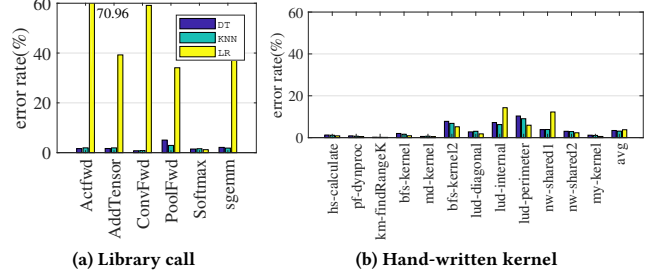 70.96
DT
KNN
LR
60
40
20
0
error rate(%)
Actfwd
AddTensor
ConvFwd
PoolFwd
Softmax
sgemm
(a) Library call
60
40
20
0
error rate(%)
hs-calculate
pf-dynproc
km-findRangeK
bfs-kernel
md-kernel
bfs-kernel2
lud-diagonal
lud-internal
lud-perimeter
nw-shared1
nw-shared2
my-kernel
avg
(b) Hand-written kernel